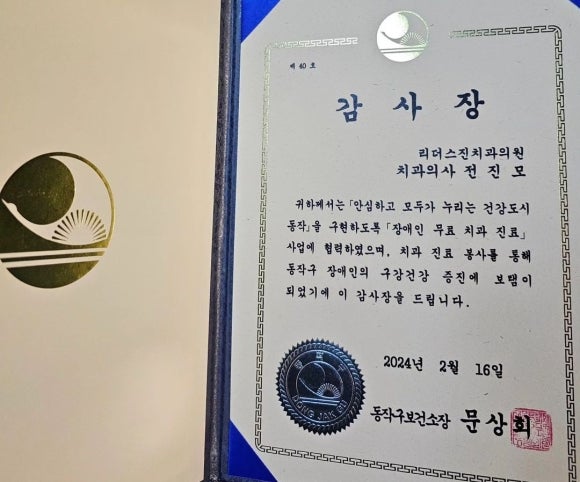 제 40 호
감 사 장
리더스진치과의원
치과의사 전 진 모
귀하께서는「안심하고 모두가 누리는 건강도시
동작」을 구현하도록「장애인 무료 치과 진료」
사업에 협력하였으며, 치과 진료 봉사를 통해
동작구 장애인의 구강건강 증진에 보탬이
되었기에 이 감사장을 드립니다.
2024년 2월 16일
동작구보건소장 문 상 희
동작구
DONG JAK GU